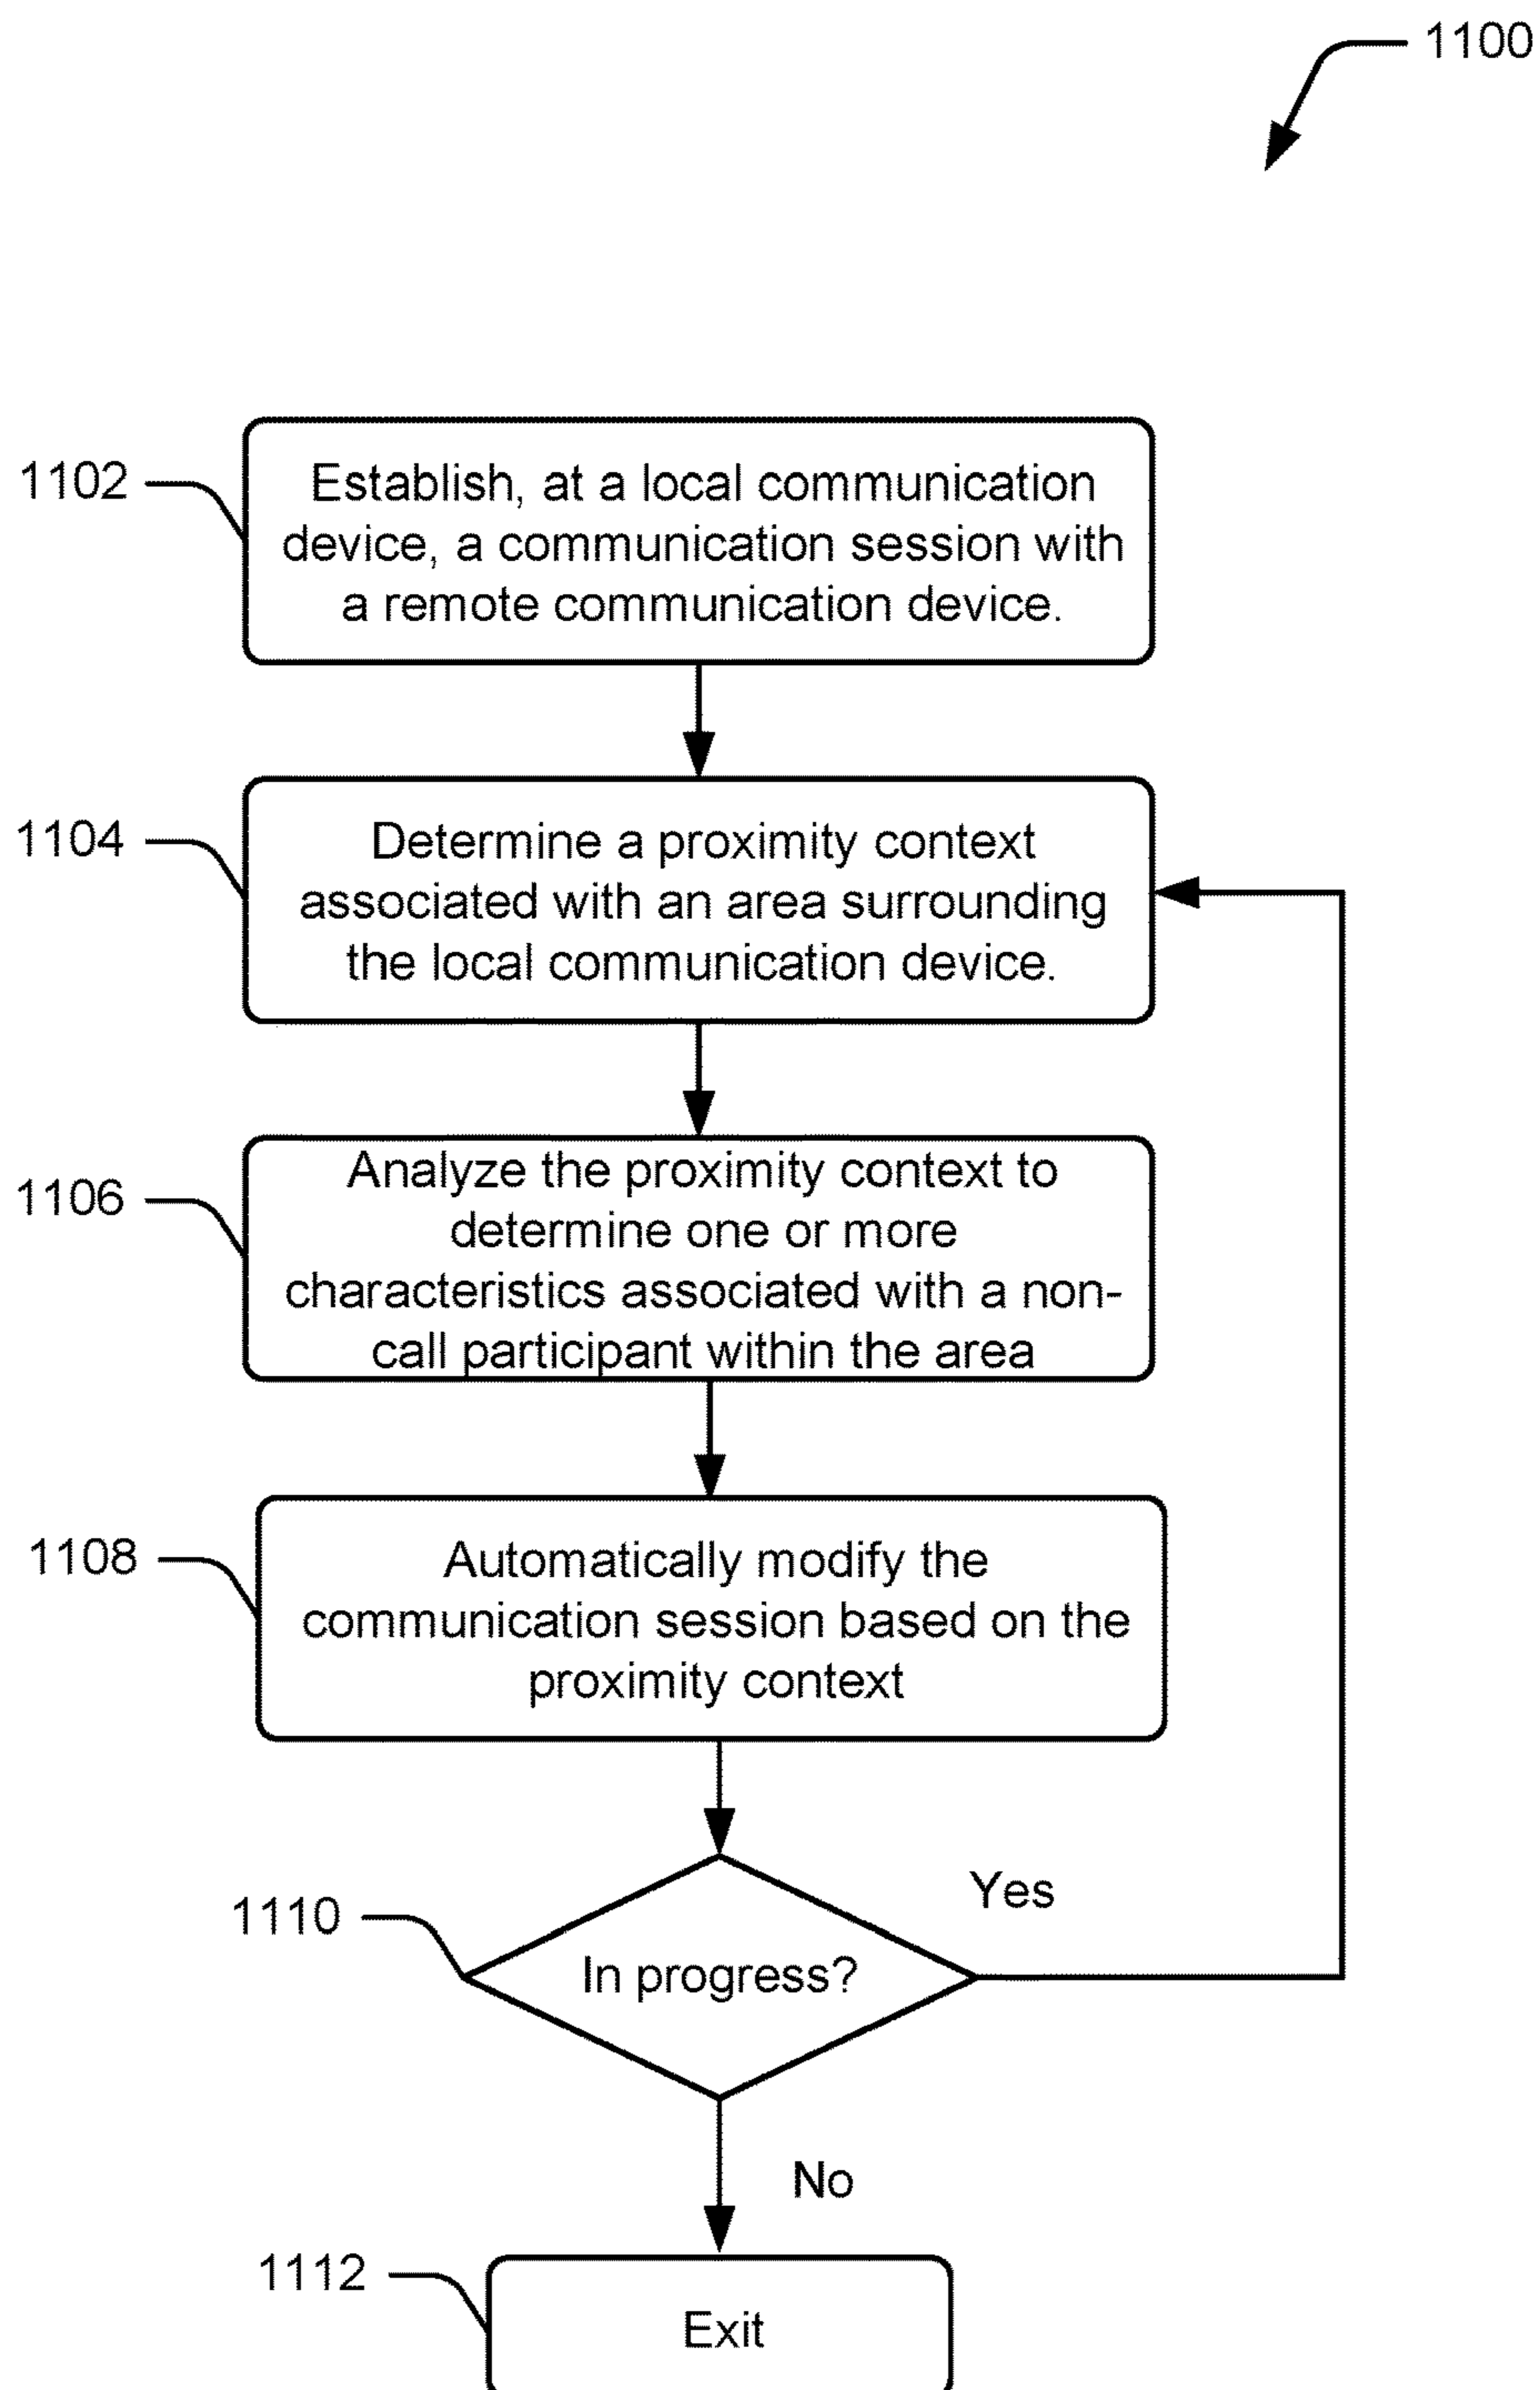 1100
1102
Establish, at a local communication
device, a communication session with
a remote communication device.
1104
Determine a proximity context
associated with an area surrounding
the local communication device.
1106
Analyze the proximity context to
determine one or more
characteristics associated with a non-
call participant within the area
1108
Automatically modify the
communication session based on the
proximity context
1110
In progress?
Yes
No
1112
Exit